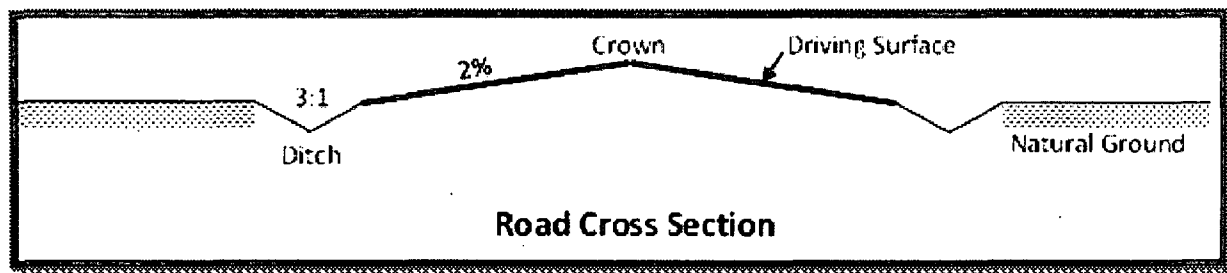 Crown
Driving Surface
2%
3:1
Ditch
Natural Ground
Road Cross Section